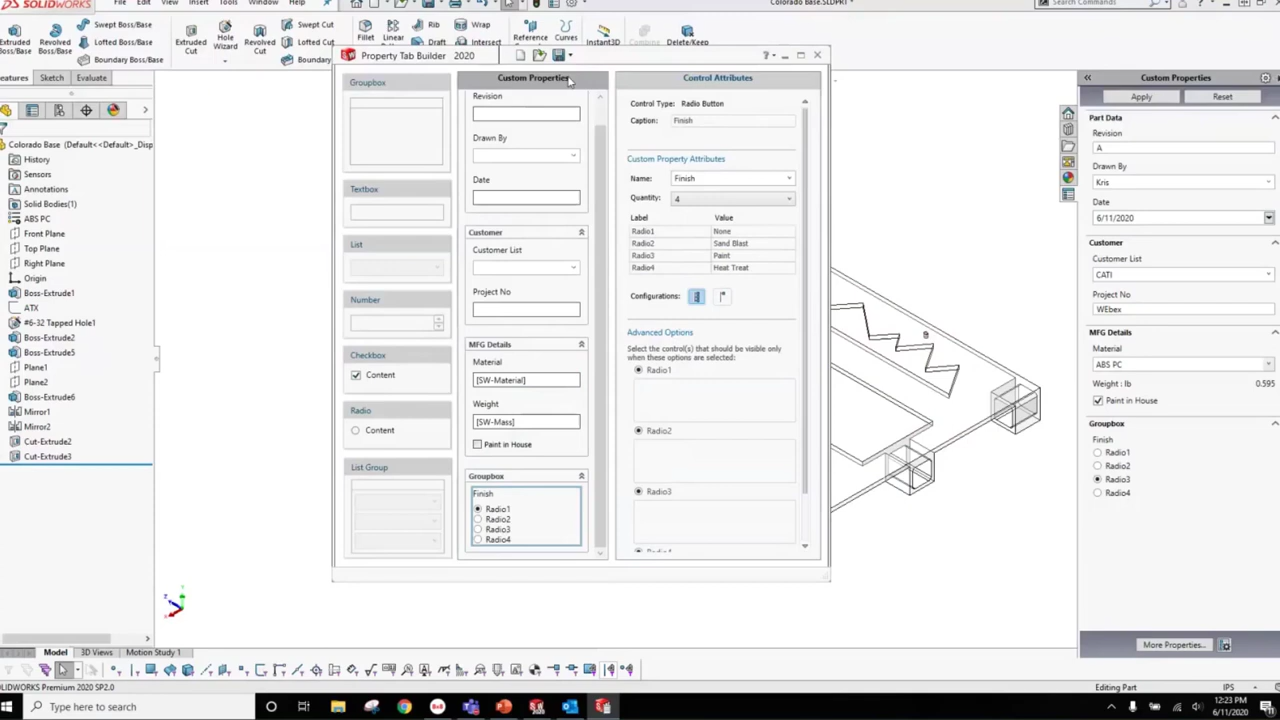 SOLIDWORKS
File
Edit
View
Insert
Tools
Window
Help
Colorado Base.SLDPRT
Search Commands
Extruded
Boss/Base
Revolved
Boss/Base
Swept Boss/Base
Lofted Boss/Base
Boundary Boss/Base
Extruded
Cut
Hole
Wizard
Revolved
Cut
Swept Cut
Lofted Cut
Boundary
Fillet
Linear
Rib
Draft
Wrap
Intersect
Reference
Curves
Instant3D
Delete/Keep
Features
Sketch
Evaluate
Colorado Base (Default<<Default>_Disp
History
Sensors
Annotations
Solid Bodies(1)
ABS PC
Front Plane
Top Plane
Right Plane
Origin
Boss-Extrude1
ATX
#6-32 Tapped Hole1
Boss-Extrude2
Boss-Extrude5
Plane1
Plane2
Boss-Extrude6
Mirror1
Mirror2
Cut-Extrude2
Cut-Extrude3
Property Tab Builder 2020
Groupbox
Textbox
List
Number
Checkbox
Content
Radio
Content
List Group
Custom Properties
Revision
Drawn By
Date
Customer
Customer List
Project No
MFG Details
Material
[SW-Material]
Weight
[SW-Mass]
Paint in House
Groupbox
Finish
Radio1
Radio2
Radio3
Radio4
Control Attributes
Control Type: Radio Button
Caption: Finish
Custom Property Attributes
Name: Finish
Quantity: 4
Label Value
Radio1 None
Radio2 Sand Blast
Radio3 Paint
Radio4 Heat Treat
Configurations:
Advanced Options
Select the control(s) that should be visible only
when these options are selected:
Radio1
Radio2
Radio3
Radio4
Custom Properties
Apply
Reset
Part Data
Revision
A
Drawn By
Kris
Date
6/11/2020
Customer
Customer List
CATI
Project No
WEbex
MFG Details
Material
ABS PC
Weight : lb 0.595
Paint in House
Groupbox
Finish
Radio1
Radio2
Radio3
Radio4
More Properties...
Model
3D Views
Motion Study 1
SOLIDWORKS Premium 2020 SP2.0
Editing Part
IPS
Type here to search
12:23 PM
6/11/2020